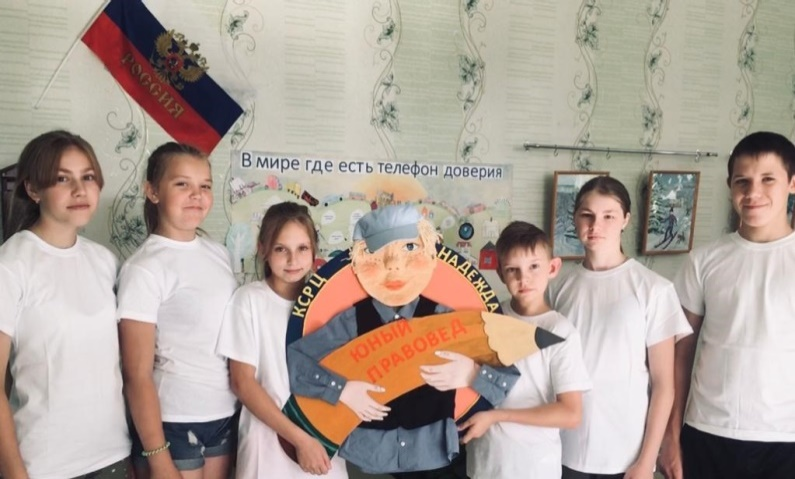 РОССИЯ
В мире где есть телефон доверия
КСРЦ НАДЕЖДА
ЮНЫЙ
ПРАВОВЕД